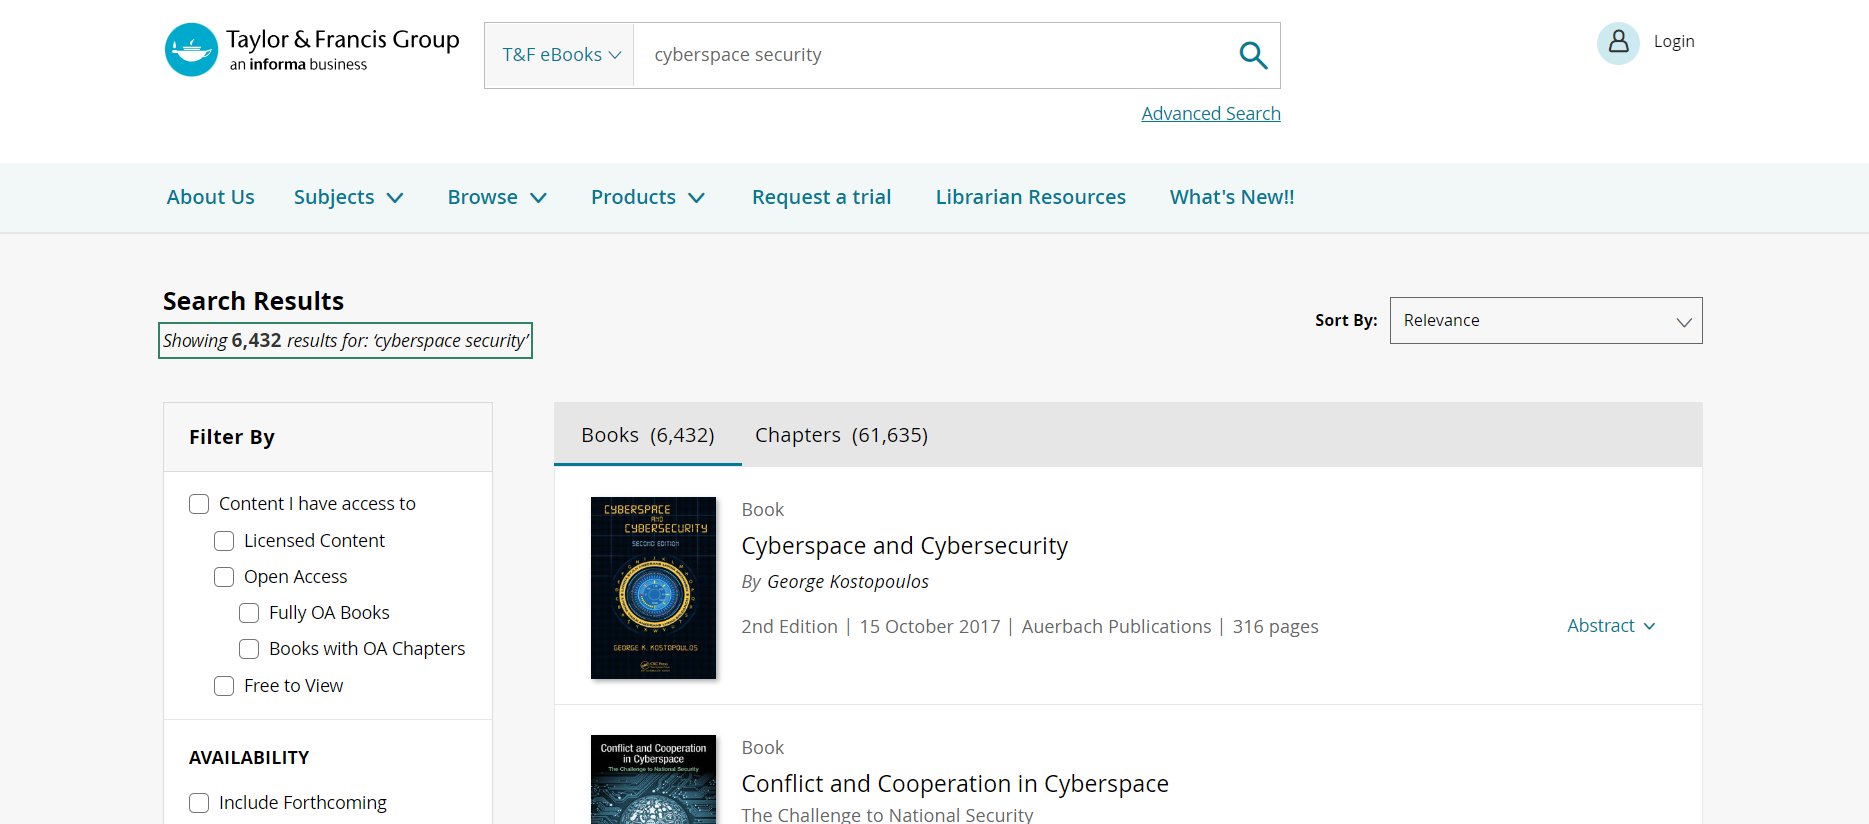 Taylor & Francis Group
an informa business
T&F eBooks
cyberspace security
Advanced Search
Login
About Us
Subjects
Browse
Products
Request a trial
Librarian Resources
What's New!!
Search Results
Showing 6,432 results for: ‘cyberspace security’
Sort By:
Relevance
Filter By
Content I have access to
Licensed Content
Open Access
Fully OA Books
Books with OA Chapters
Free to View
AVAILABILITY
Include Forthcoming
Books (6,432)
Chapters (61,635)
CYBERSPACE
AND
CYBERSECURITY
SECOND EDITION
GEORGE K. KOSTOPOULOS
CRC Press
Book
Cyberspace and Cybersecurity
By George Kostopoulos
2nd Edition | 15 October 2017 | Auerbach Publications | 316 pages
Abstract
Conflict and Cooperation
in Cyberspace
The Challenge to National Security
Book
Conflict and Cooperation in Cyberspace
The Challenge to National Security